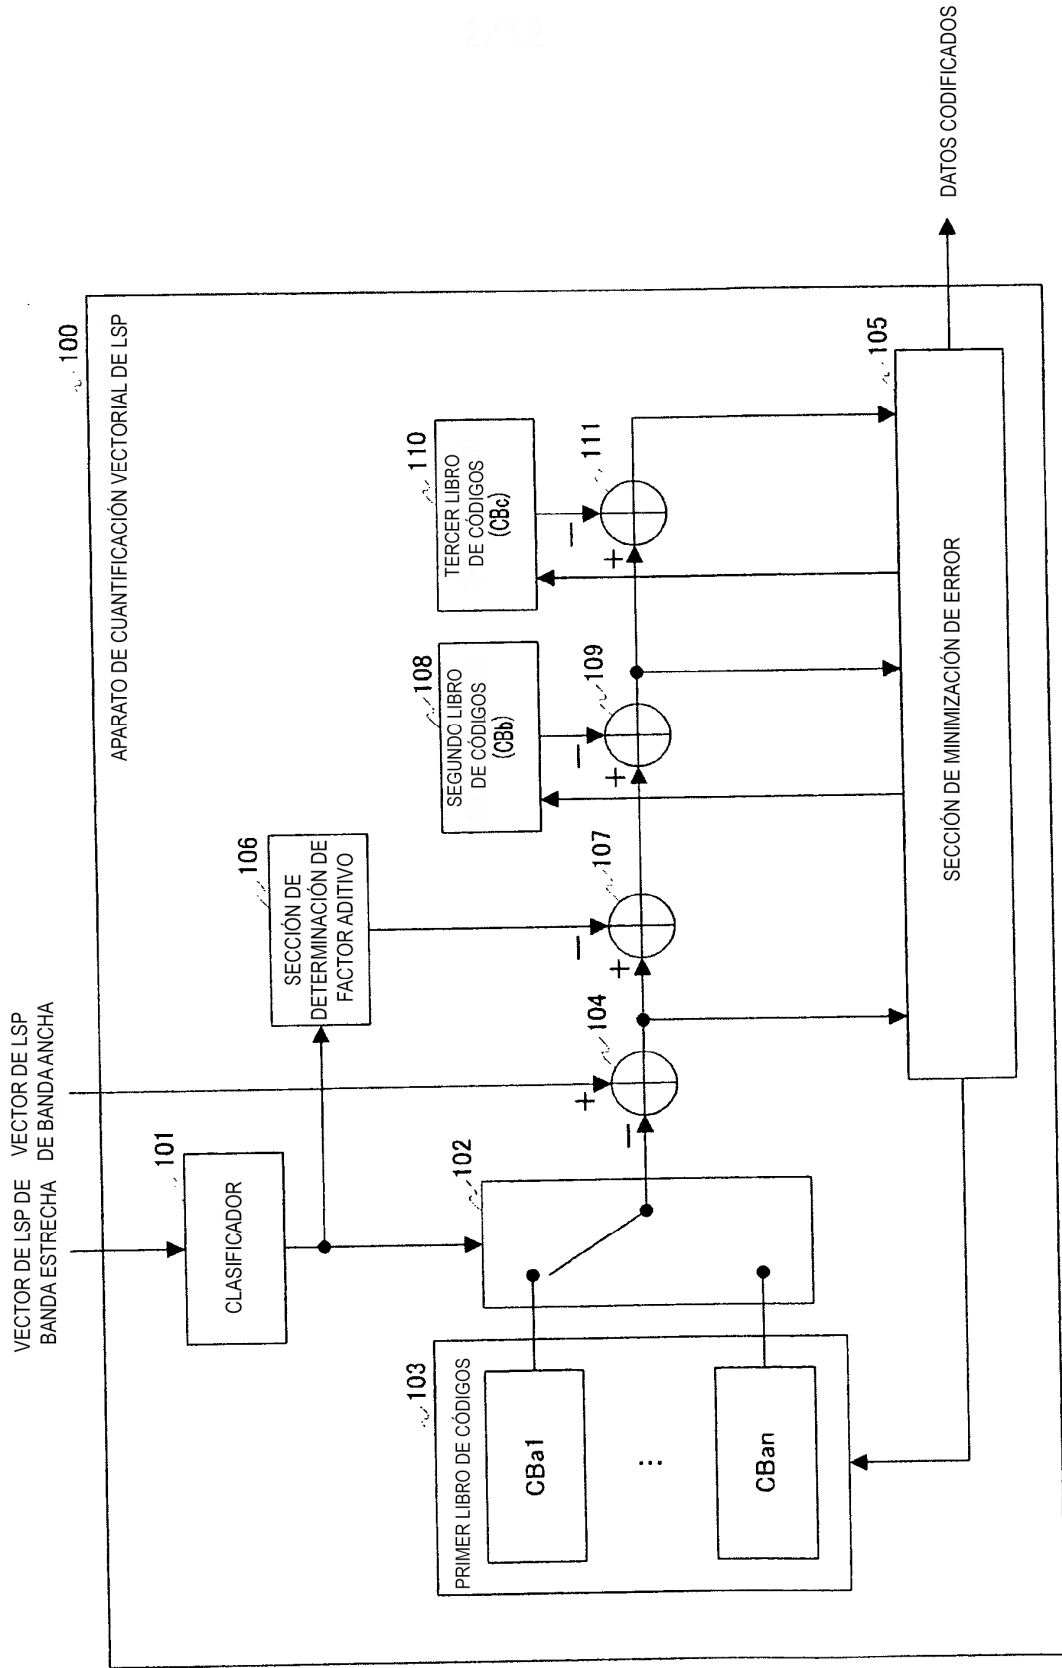 VECTOR DE LSP DE
BANDA ESTRECHA
VECTOR DE LSP
DE BANDA ANCHA
100
APARATO DE CUANTIFICACIÓN VECTORIAL DE LSP
101
CLASIFICADOR
106
SECCIÓN DE
DETERMINACIÓN DE
FACTOR ADITIVO
108
SEGUNDO LIBRO
DE CÓDIGOS
(CBb)
110
TERCER LIBRO
DE CÓDIGOS
(CBc)
103
PRIMER LIBRO DE CÓDIGOS
CBa1
...
CBan
102
104
+
−
107
+
−
109
+
−
111
+
−
105
SECCIÓN DE MINIMIZACIÓN DE ERROR
DATOS CODIFICADOS